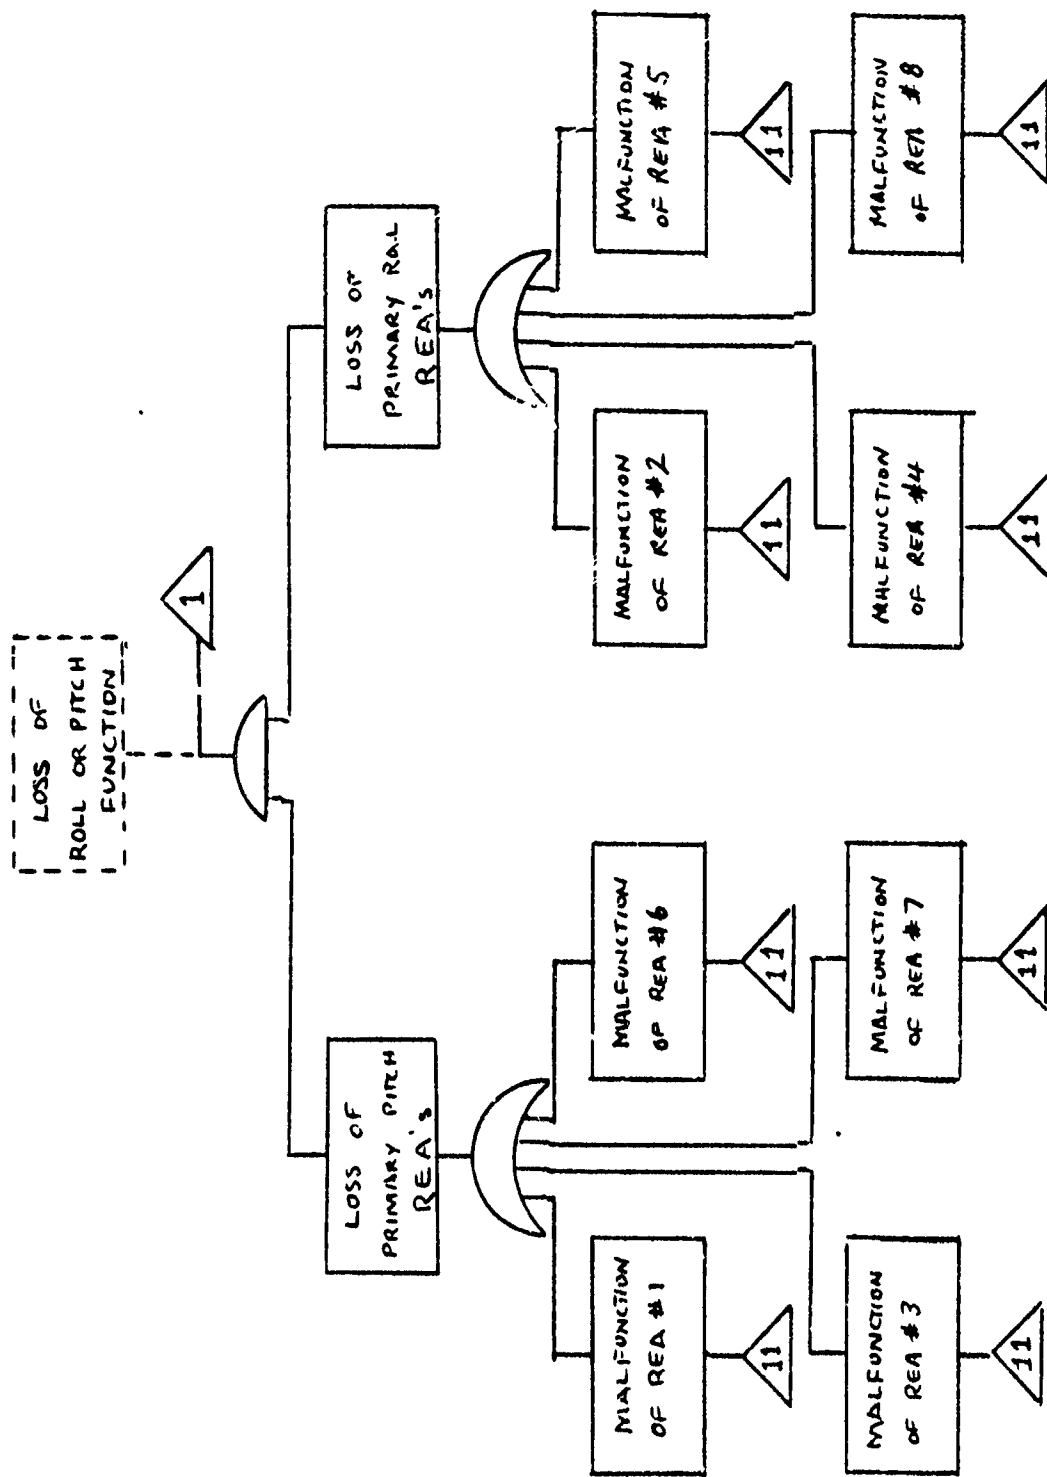 LOSS OF
ROLL OR PITCH
FUNCTION
1
LOSS OF
PRIMARY PITCH
REA's
LOSS OF
PRIMARY ROLL
REA's
MALFUNCTION
OF REA #1
11
MALFUNCTION
OF REA #6
11
MALFUNCTION
OF REA #2
11
MALFUNCTION
OF REA #5
11
MALFUNCTION
OF REA #3
11
MALFUNCTION
OF REA #7
11
MALFUNCTION
OF REA #4
11
MALFUNCTION
OF REA #8
11